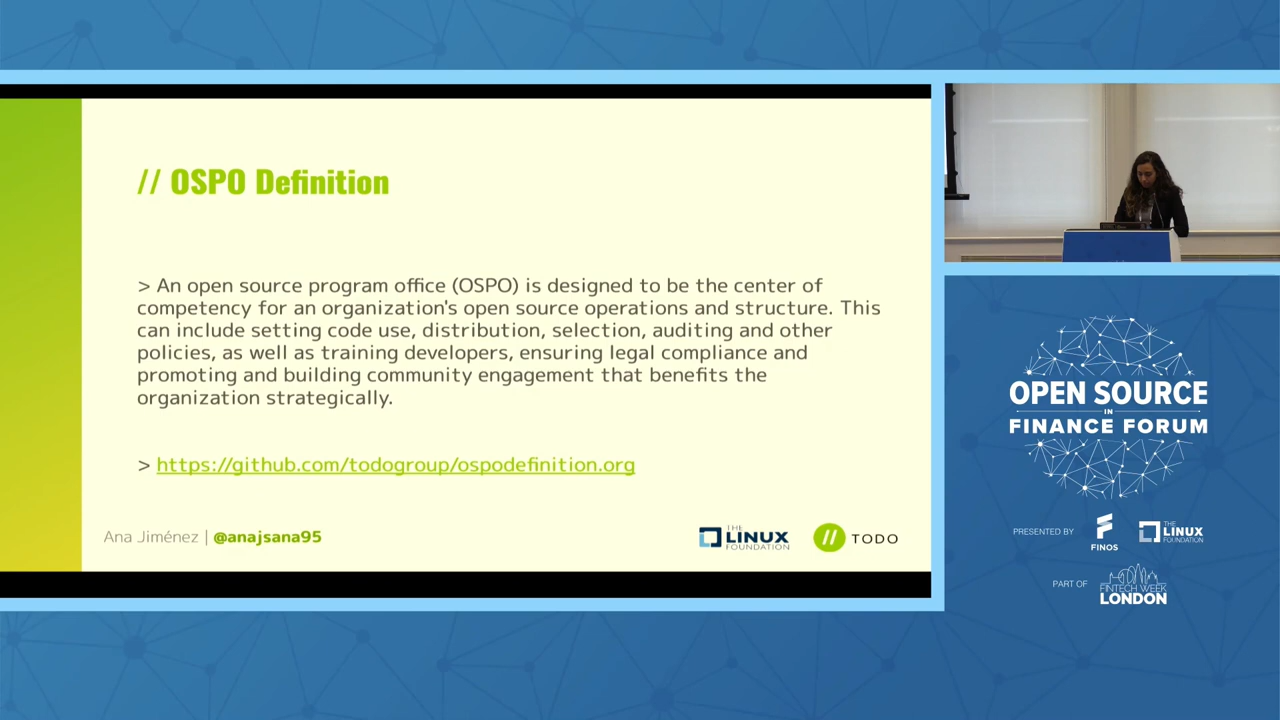 // OSPO Definition
> An open source program office (OSPO) is designed to be the center of
competency for an organization's open source operations and structure. This
can include setting code use, distribution, selection, auditing and other
policies, as well as training developers, ensuring legal compliance and
promoting and building community engagement that benefits the
organization strategically.
> https://github.com/todogroup/ospodefinition.org
Ana Jiménez | @anajsana95
THE
LINUX
FOUNDATION
// TODO
OPEN SOURCE
IN
FINANCE FORUM
PRESENTED BY
FINOS
THE
LINUX
FOUNDATION
PART OF
FINTECH WEEK
LONDON